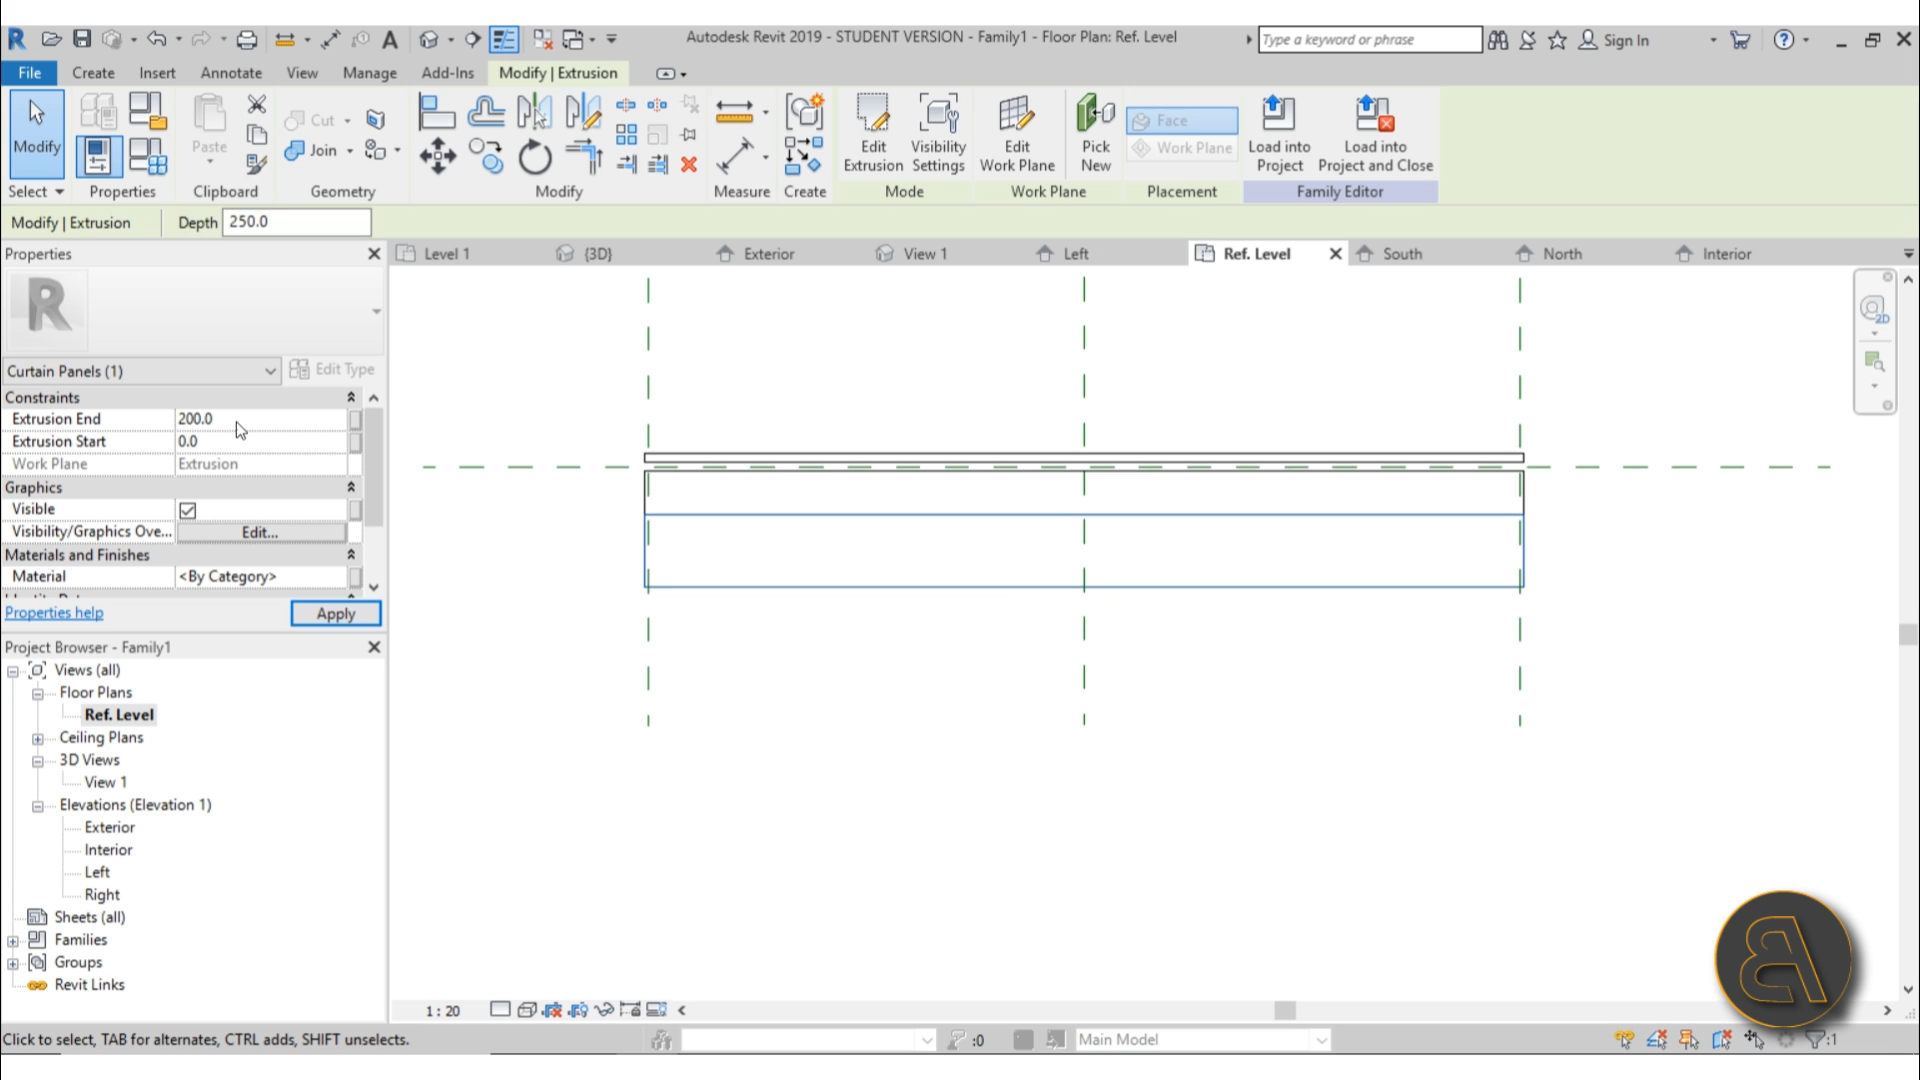 Autodesk Revit 2019 - STUDENT VERSION - Family1 - Floor Plan: Ref. Level
Type a keyword or phrase
Sign In
File Create Insert Annotate View Manage Add-Ins Modify | Extrusion
Modify
Paste
Cut
Join
Edit Extrusion
Visibility Settings
Edit Work Plane
Pick New
Face
Work Plane
Load into Project
Load into Project and Close
Select Properties Clipboard Geometry Modify Measure Create Mode Work Plane Placement Family Editor
Modify | Extrusion Depth 250.0
Properties
Level 1 {3D} Exterior View 1 Left Ref. Level South North Interior
R
Curtain Panels (1) Edit Type
Constraints
Extrusion End 200.0
Extrusion Start 0.0
Work Plane Extrusion
Graphics
Visible
Visibility/Graphics Ove... Edit...
Materials and Finishes
Material <By Category>
Properties help Apply
Project Browser - Family1
Views (all)
Floor Plans
Ref. Level
Ceiling Plans
3D Views
View 1
Elevations (Elevation 1)
Exterior
Interior
Left
Right
Sheets (all)
Families
Groups
Revit Links
2D
1 : 20
Click to select, TAB for alternates, CTRL adds, SHIFT unselects.
:0
Main Model
:1